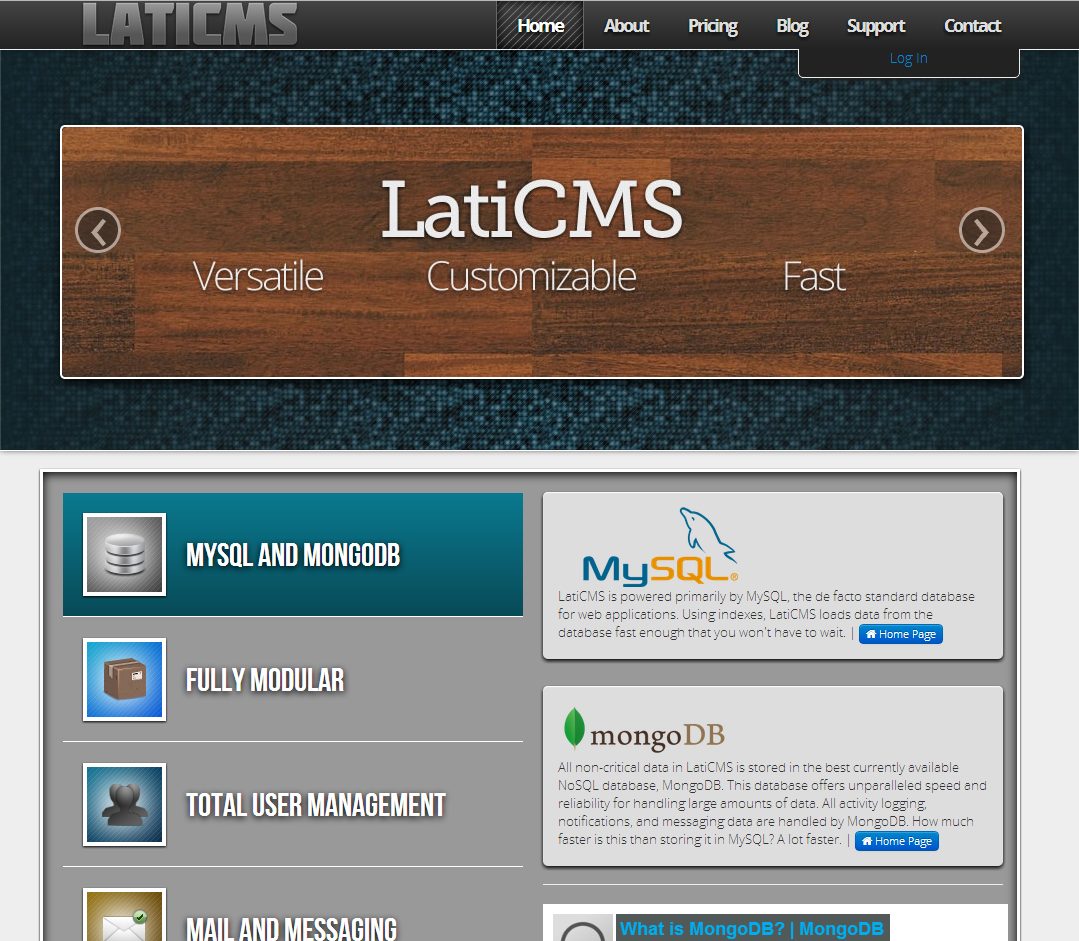 LATICMS
Home About Pricing Blog Support Contact
Log In
LatiCMS
Versatile Customizable Fast
MYSQL AND MONGODB
FULLY MODULAR
TOTAL USER MANAGEMENT
MAIL AND MESSAGING
MySQL®
LatiCMS is powered primarily by MySQL, the de facto standard database
for web applications. Using indexes, LatiCMS loads data from the
database fast enough that you won't have to wait. | Home Page
mongoDB
All non-critical data in LatiCMS is stored in the best currently available
NoSQL database, MongoDB. This database offers unparalleled speed and
reliability for handling large amounts of data. All activity logging,
notifications, and messaging data are handled by MongoDB. How much
faster is this than storing it in MySQL? A lot faster. | Home Page
What is MongoDB? | MongoDB